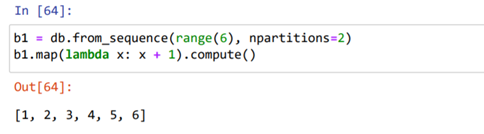 In [64]:
b1 = db.from_sequence(range(6), npartitions=2)
b1.map(lambda x: x + 1).compute()
Out[64]:
[1, 2, 3, 4, 5, 6]